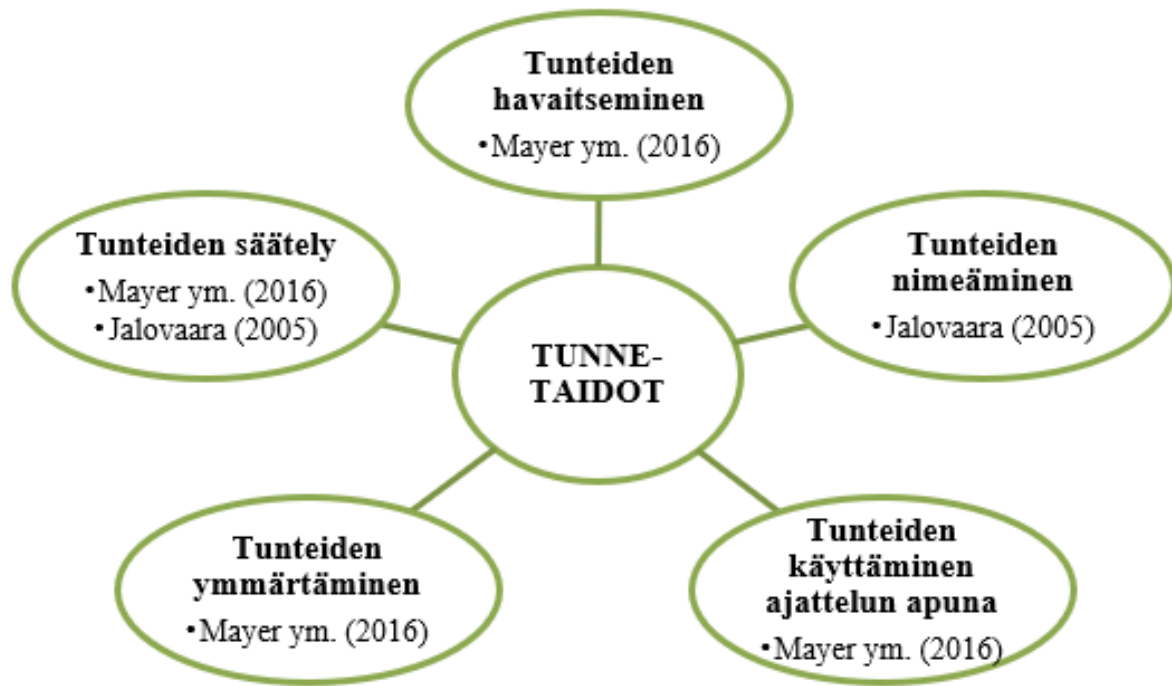 Tunteiden
havaitseminen
•Mayer ym. (2016)
Tunteiden säätely
•Mayer ym. (2016)
•Jalovaara (2005)
Tunteiden
nimeäminen
•Jalovaara (2005)
TUNNE-
TAIDOT
Tunteiden
ymmärtäminen
•Mayer ym. (2016)
Tunteiden
käyttäminen
ajattelun apuna
•Mayer ym. (2016)